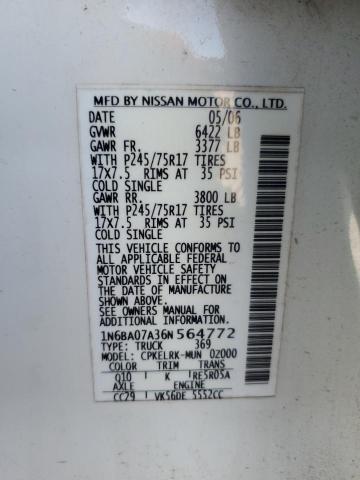 MFD BY NISSAN MOTOR CO., LTD.
DATE 05/06
GVWR 6422 LB
GAWR FR. 3377 LB
WITH P245/75R17 TIRES
17X7.5 RIMS AT 35 PSI
COLD SINGLE
GAWR RR. 3800 LB
WITH P245/75R17 TIRES
17X7.5 RIMS AT 35 PSI
COLD SINGLE
THIS VEHICLE CONFORMS TO
ALL APPLICABLE FEDERAL
MOTOR VEHICLE SAFETY
STANDARDS IN EFFECT ON THE
DATE OF MANUFACTURE
SEE OWNERS MANUAL FOR
ADDITIONAL INFORMATION
1N6BA07A36N564772
TYPE: TRUCK 369
MODEL: CPKELRK-MUN 02000
COLOR TRIM TRANS
Q10 K RE5R05A
AXLE ENGINE
CC29 VK56DE 5552CC